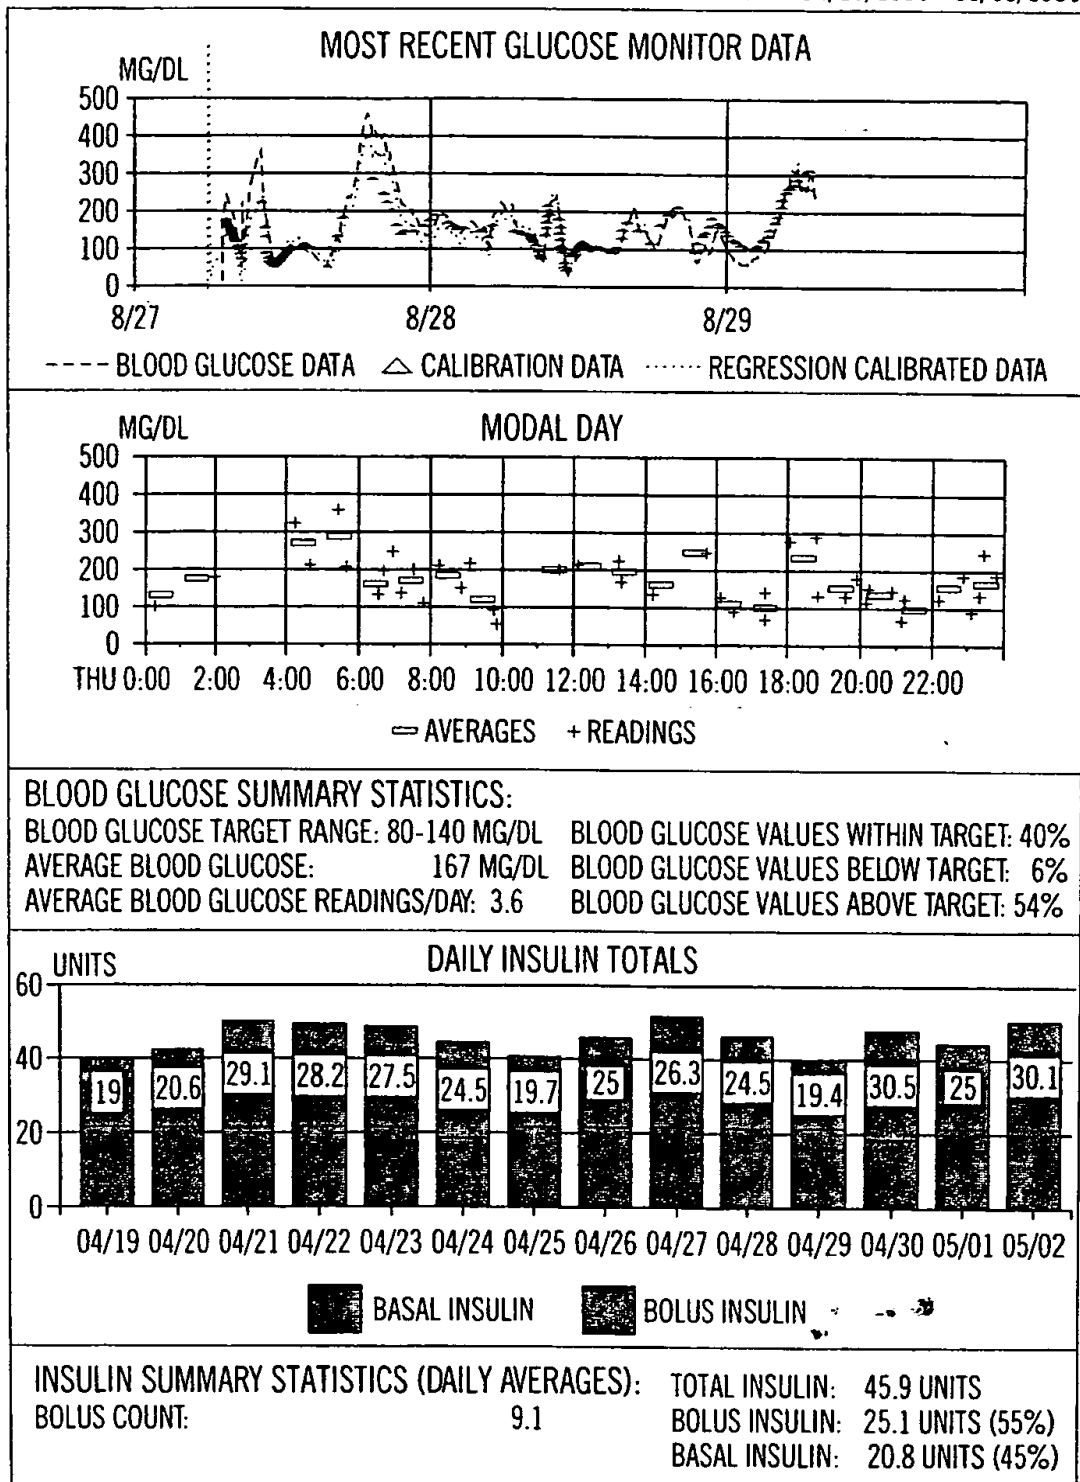 MOST RECENT GLUCOSE MONITOR DATA
MG/DL
500
400
300
200
100
0
8/27 8/28 8/29
BLOOD GLUCOSE DATA CALIBRATION DATA REGRESSION CALIBRATED DATA
MG/DL MODAL DAY
500
400
300
200
100
0
THU 0:00 2:00 4:00 6:00 8:00 10:00 12:00 14:00 16:00 18:00 20:00 22:00
AVERAGES + READINGS
BLOOD GLUCOSE SUMMARY STATISTICS:
BLOOD GLUCOSE TARGET RANGE: 80-140 MG/DL BLOOD GLUCOSE VALUES WITHIN TARGET: 40%
AVERAGE BLOOD GLUCOSE: 167 MG/DL BLOOD GLUCOSE VALUES BELOW TARGET: 6%
AVERAGE BLOOD GLUCOSE READINGS/DAY: 3.6 BLOOD GLUCOSE VALUES ABOVE TARGET: 54%
UNITS DAILY INSULIN TOTALS
60
40
19 20.6 29.1 28.2 27.5 24.5 19.7 25 26.3 24.5 19.4 30.5 25 30.1
20
0
04/19 04/20 04/21 04/22 04/23 04/24 04/25 04/26 04/27 04/28 04/29 04/30 05/01 05/02
BASAL INSULIN BOLUS INSULIN
INSULIN SUMMARY STATISTICS (DAILY AVERAGES): TOTAL INSULIN: 45.9 UNITS
BOLUS COUNT: 9.1 BOLUS INSULIN: 25.1 UNITS (55%)
BASAL INSULIN: 20.8 UNITS (45%)